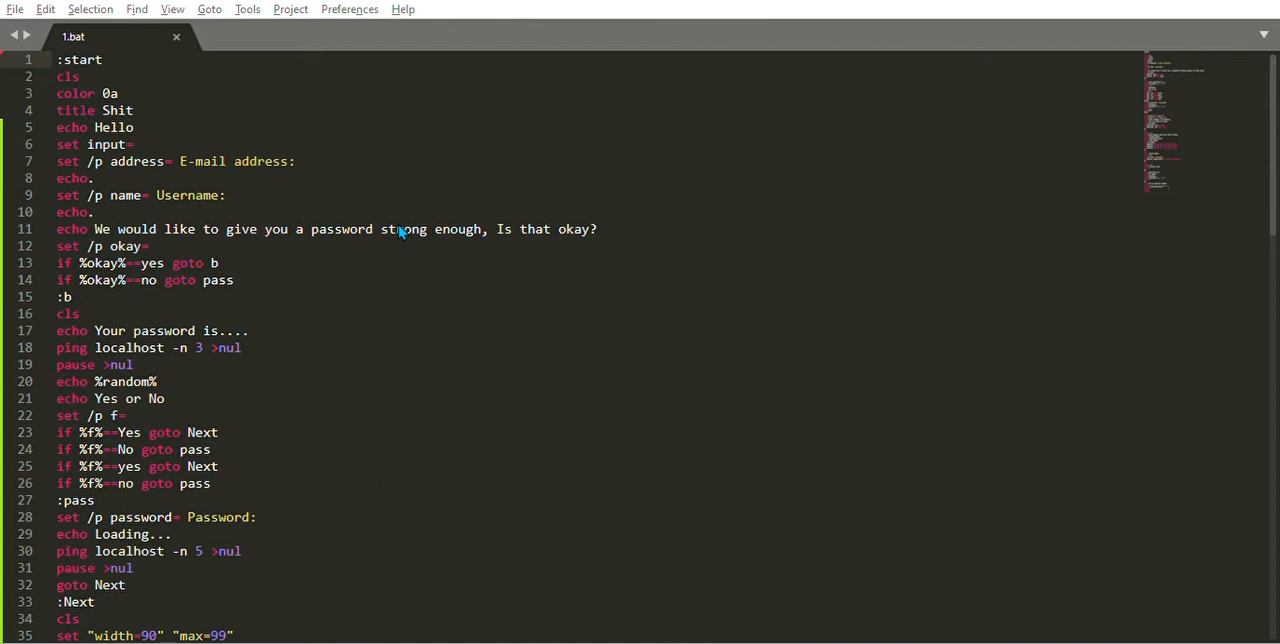 File Edit Selection Find View Goto Tools Project Preferences Help
1.bat
1 :start
2 cls
3 color 0a
4 title Shit
5 echo Hello
6 set input=
7 set /p address= E-mail address:
8 echo.
9 set /p name= Username:
10 echo.
11 echo We would like to give you a password strong enough, Is that okay?
12 set /p okay=
13 if %okay%==yes goto b
14 if %okay%==no goto pass
15 :b
16 cls
17 echo Your password is....
18 ping localhost -n 3 >nul
19 pause >nul
20 echo %random%
21 echo Yes or No
22 set /p f=
23 if %f%==Yes goto Next
24 if %f%==No goto pass
25 if %f%==yes goto Next
26 if %f%==no goto pass
27 :pass
28 set /p password= Password:
29 echo Loading...
30 ping localhost -n 5 >nul
31 pause >nul
32 goto Next
33 :Next
34 cls
35 set "width=90" "max=99"